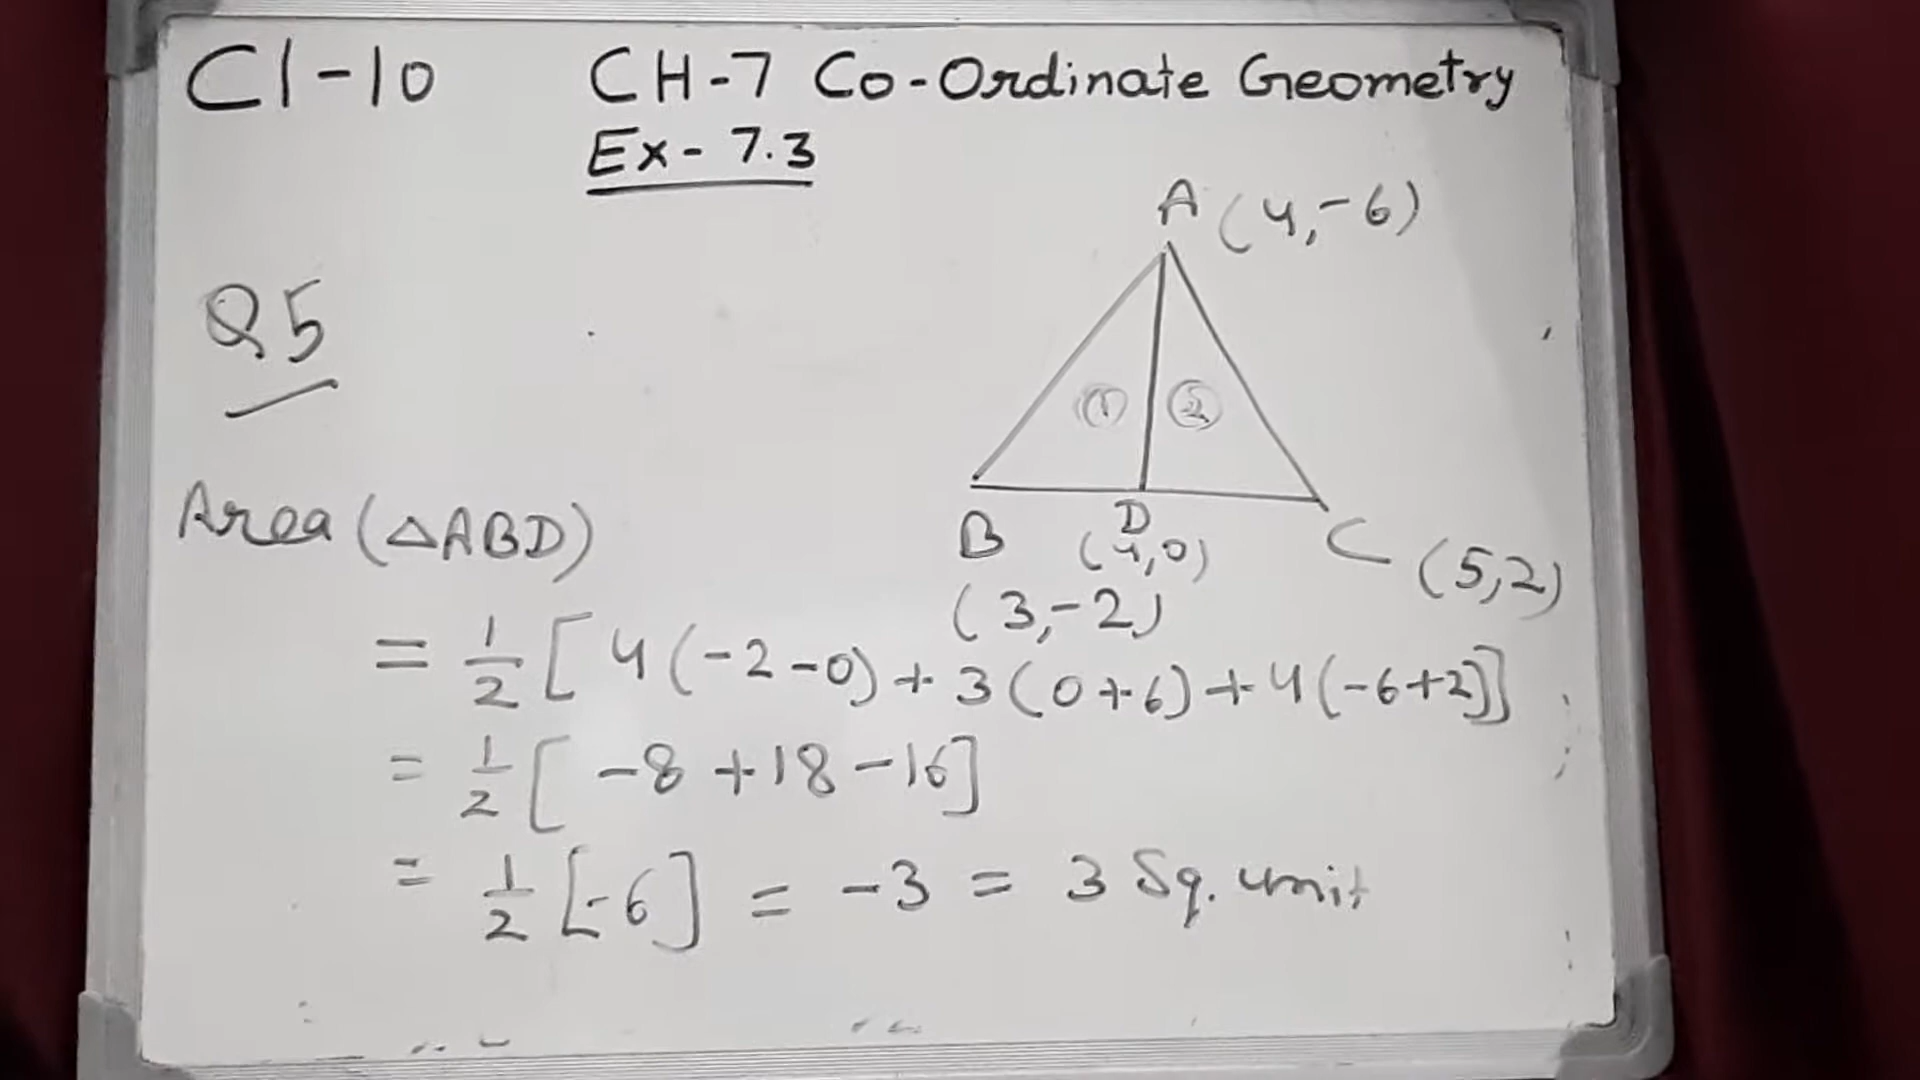 Cl-10 CH-7 Co-Ordinate Geometry
Ex- 7.3
A (4,-6)
Q5
① ②
B D C (5,2)
(4,0)
(3,-2)
Area (△ABD)
= 1/2 [ 4(-2-0) + 3(0+6) + 4(-6+2)]
= 1/2 [ -8 +18 -16]
= 1/2 [-6] = -3 = 3 Sq. unit